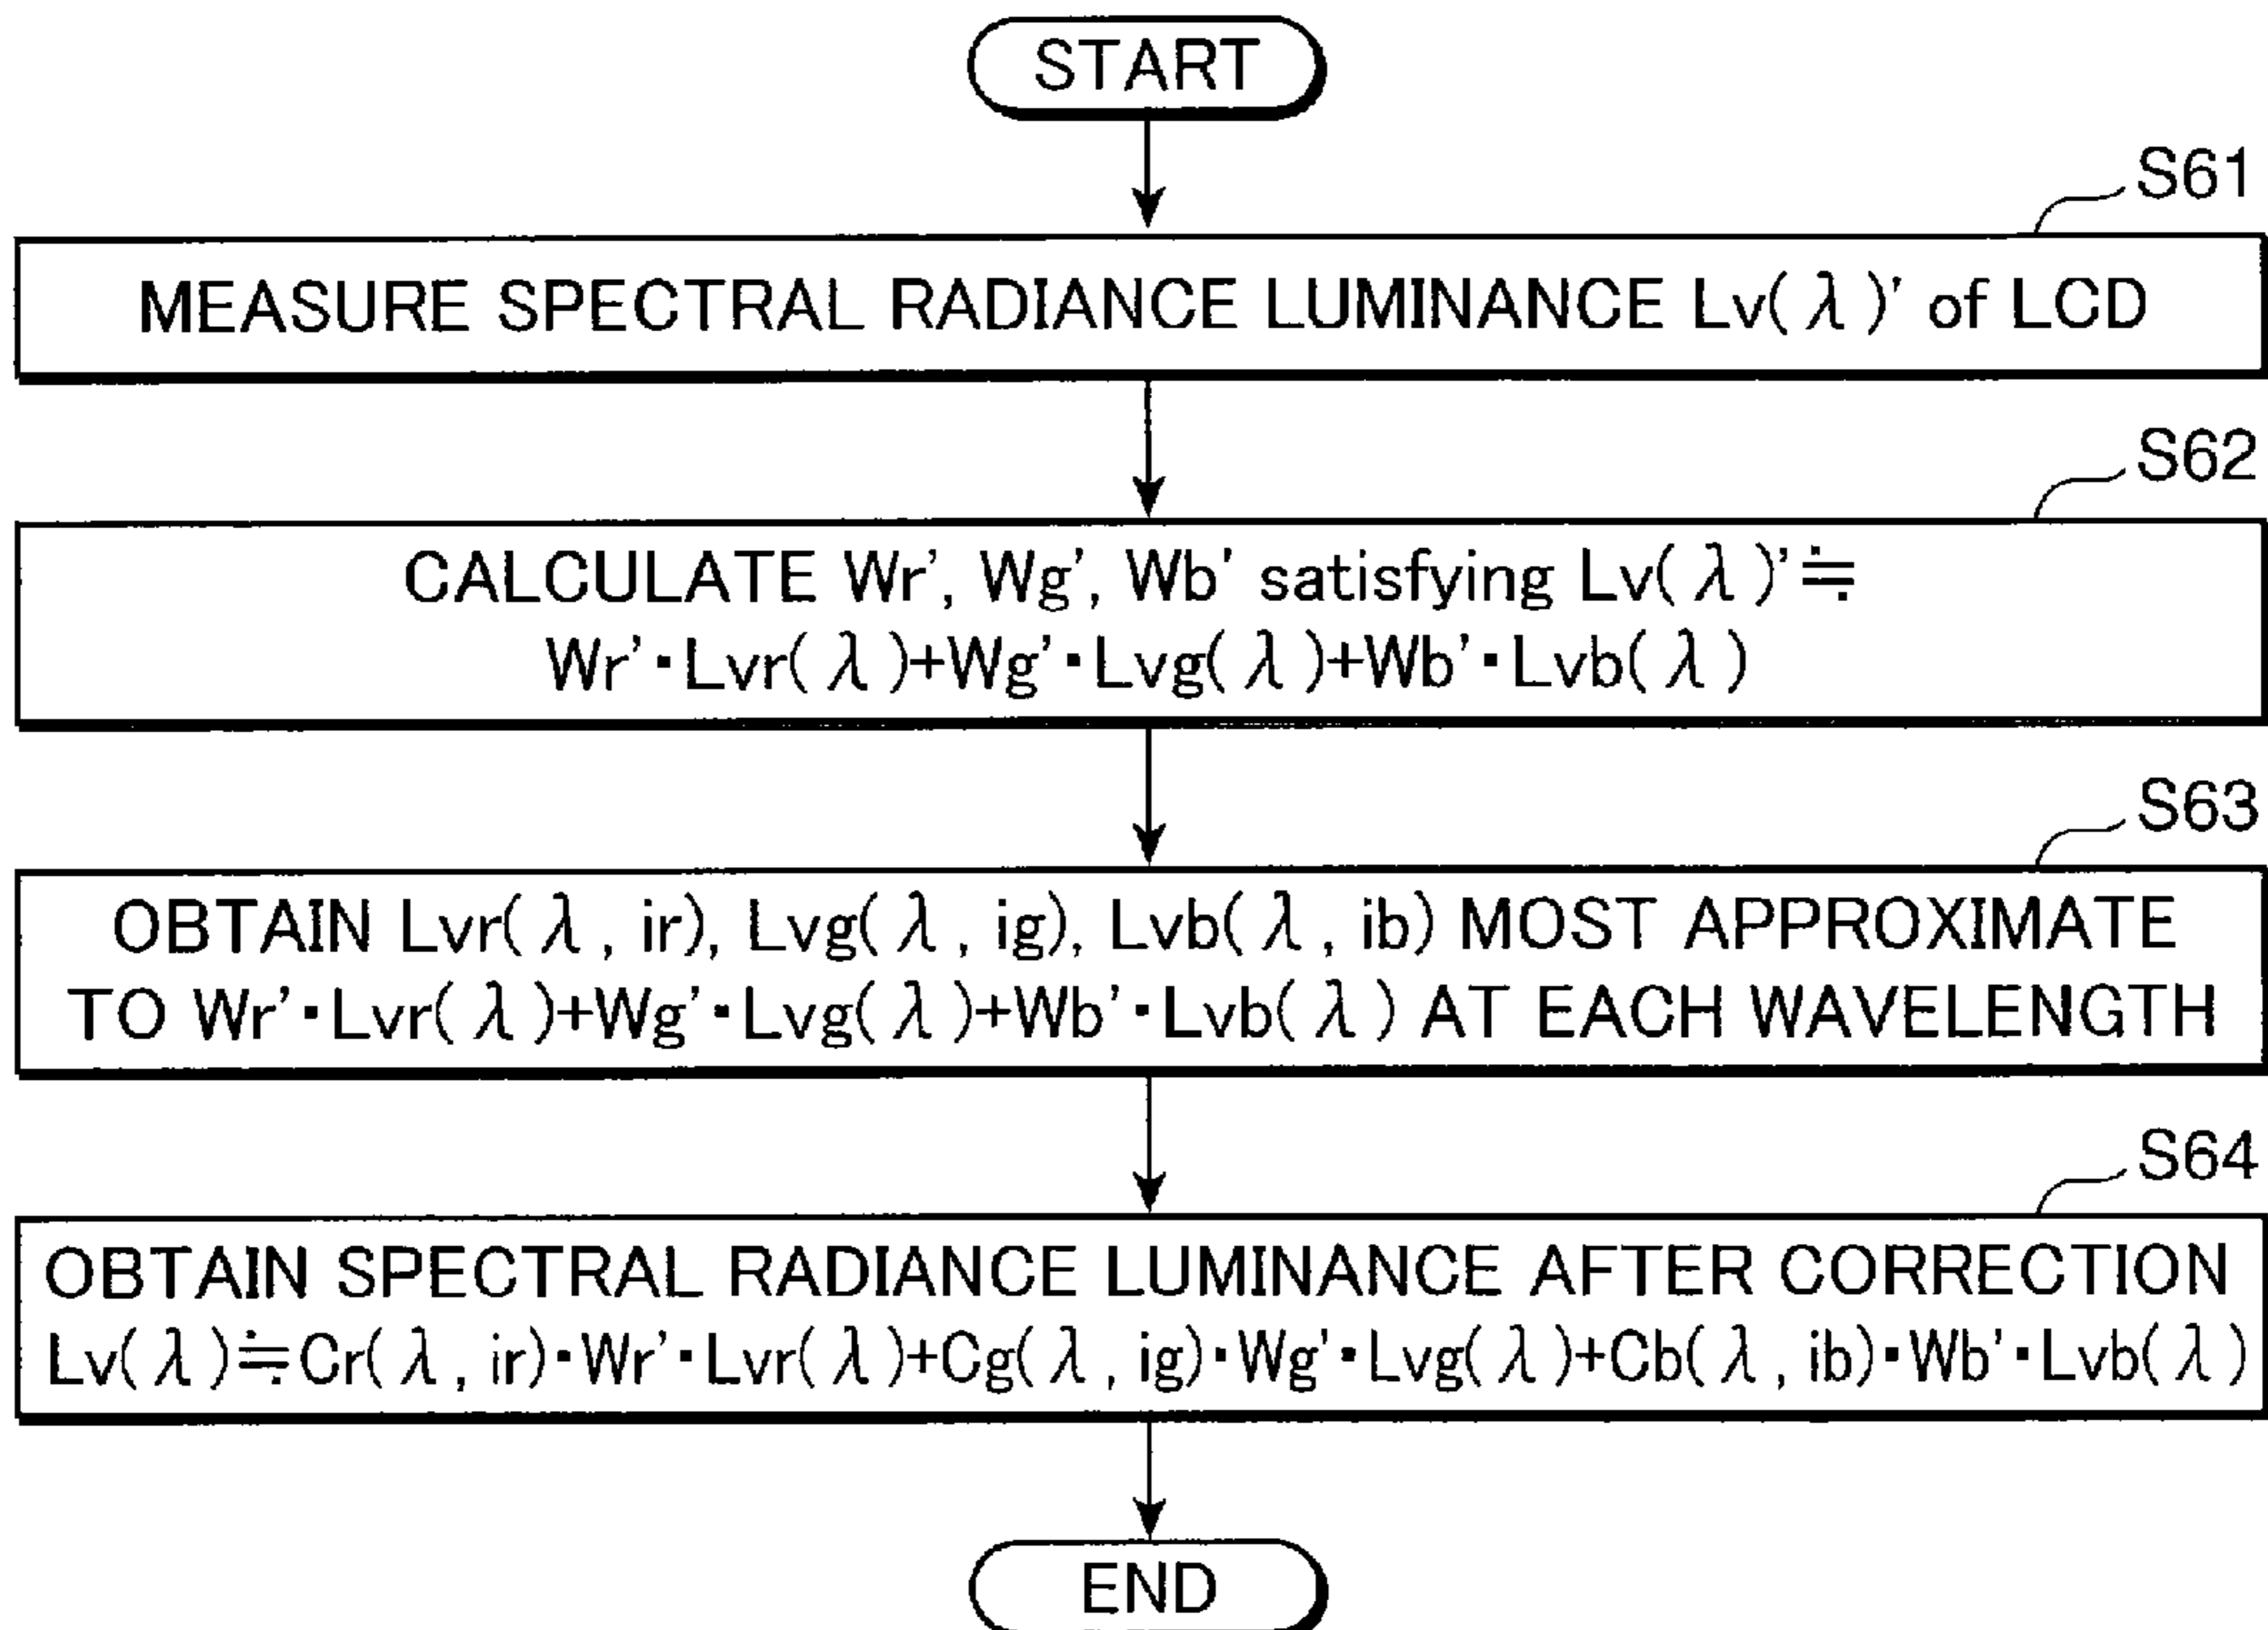 START
S61
MEASURE SPECTRAL RADIANCE LUMINANCE Lv(λ)' of LCD
S62
CALCULATE Wr', Wg', Wb' satisfying Lv(λ)'≒
Wr'·Lvr(λ)+Wg'·Lvg(λ)+Wb'·Lvb(λ)
S63
OBTAIN Lvr(λ, ir), Lvg(λ, ig), Lvb(λ, ib) MOST APPROXIMATE
TO Wr'·Lvr(λ)+Wg'·Lvg(λ)+Wb'·Lvb(λ) AT EACH WAVELENGTH
S64
OBTAIN SPECTRAL RADIANCE LUMINANCE AFTER CORRECTION
Lv(λ)≒Cr(λ, ir)·Wr'·Lvr(λ)+Cg(λ, ig)·Wg'·Lvg(λ)+Cb(λ, ib)·Wb'·Lvb(λ)
END